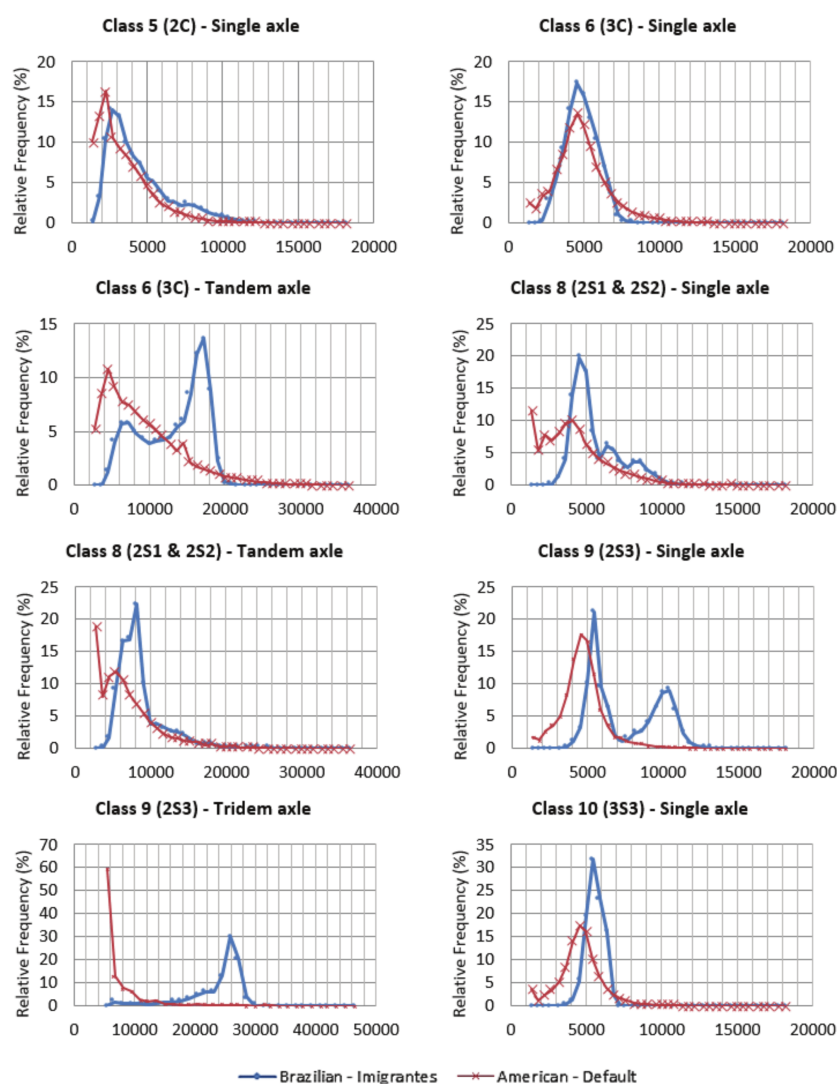 Class 5 (2C) - Single axle
Relative Frequency (%)
20
15
10
5
0
0 5000 10000 15000 20000
Class 6 (3C) - Single axle
Relative Frequency (%)
20
15
10
5
0
0 5000 10000 15000 20000
Class 6 (3C) - Tandem axle
Relative Frequency (%)
15
10
5
0
0 10000 20000 30000 40000
Class 8 (2S1 & 2S2) - Single axle
Relative Frequency (%)
25
20
15
10
5
0
0 5000 10000 15000 20000
Class 8 (2S1 & 2S2) - Tandem axle
Relative Frequency (%)
25
20
15
10
5
0
0 10000 20000 30000 40000
Class 9 (2S3) - Single axle
Relative Frequency (%)
25
20
15
10
5
0
0 5000 10000 15000 20000
Class 9 (2S3) - Tridem axle
Relative Frequency (%)
70
60
50
40
30
20
10
0
0 10000 20000 30000 40000 50000
Class 10 (3S3) - Single axle
Relative Frequency (%)
35
30
25
20
15
10
5
0
0 5000 10000 15000 20000
Brazilian - Imigrantes American - Default